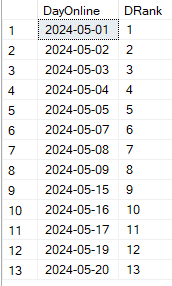 DayOnline DRank
1 2024-05-01 1
2 2024-05-02 2
3 2024-05-03 3
4 2024-05-04 4
5 2024-05-05 5
6 2024-05-07 6
7 2024-05-08 7
8 2024-05-09 8
9 2024-05-15 9
10 2024-05-16 10
11 2024-05-17 11
12 2024-05-19 12
13 2024-05-20 13